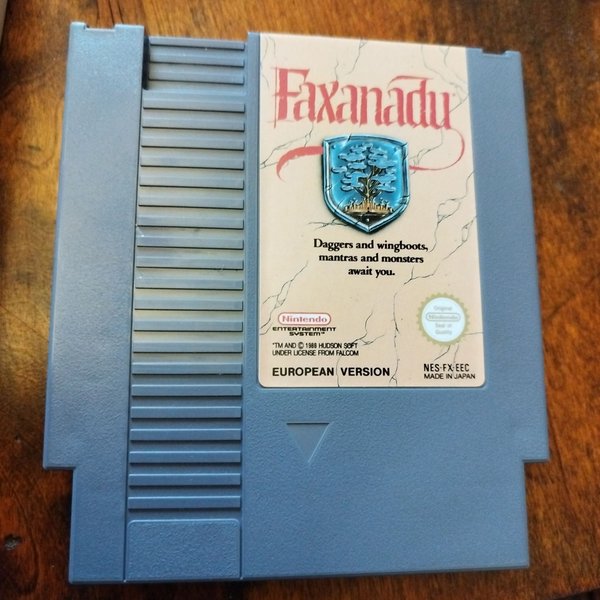 Faxanadu
Daggers and wingboots,
mantras and monsters
await you.
Nintendo
ENTERTAINMENT
SYSTEM™
Original
Nintendo
Seal of
Quality
"TM AND © 1988 HUDSON SOFT
UNDER LICENSE FROM FALCOM
EUROPEAN VERSION
NES-FX-EEC
MADE IN JAPAN